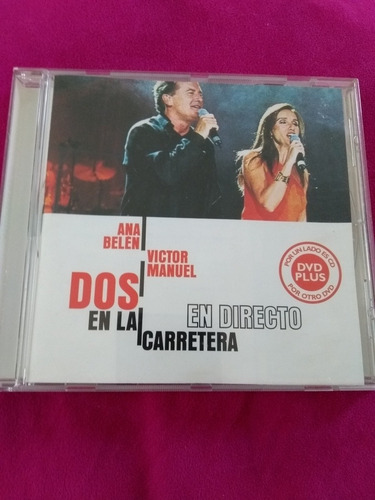 ANA
BELEN
VICTOR
MANUEL
DOS
EN LA
CARRETERA
EN DIRECTO
POR UN LADO ES CD
DVD
PLUS
POR OTRO DVD